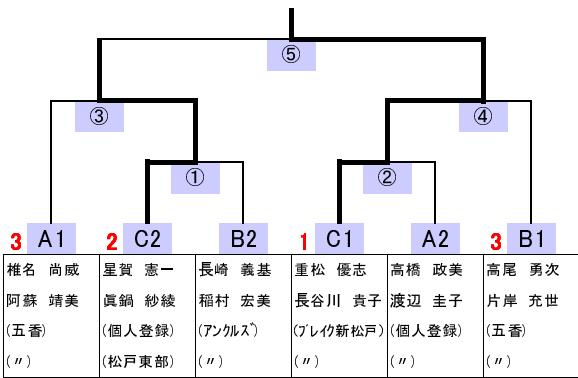 ⑤
③
④
①
②
3 A1
2 C2
B2
1 C1
A2
3 B1
椎名 尚威
阿蘇 靖美
(五香)
(〃)
星賀 憲一
眞鍋 紗綾
(個人登録)
(松戸東部)
長崎 義基
稲村 宏美
(ｱﾝｸﾙｽﾞ)
(〃)
重松 優志
長谷川 貴子
(ﾌﾞﾚｲｸ新松戸)
(〃)
高橋 政美
渡辺 圭子
(個人登録)
(〃)
高尾 勇次
片岸 充世
(五香)
(〃)